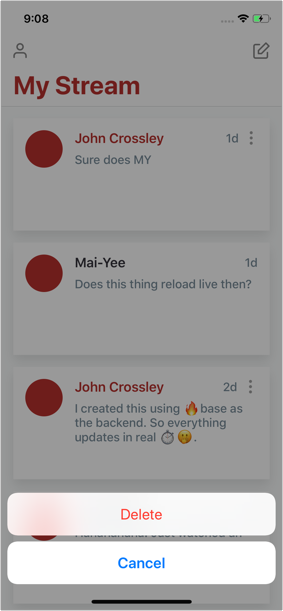 9:08
My Stream
John Crossley 1d
Sure does MY
Mai-Yee 1d
Does this thing reload live then?
John Crossley 2d
I created this using 🔥base as
the backend. So everything
updates in real ⏱🤫.
Delete
Cancel